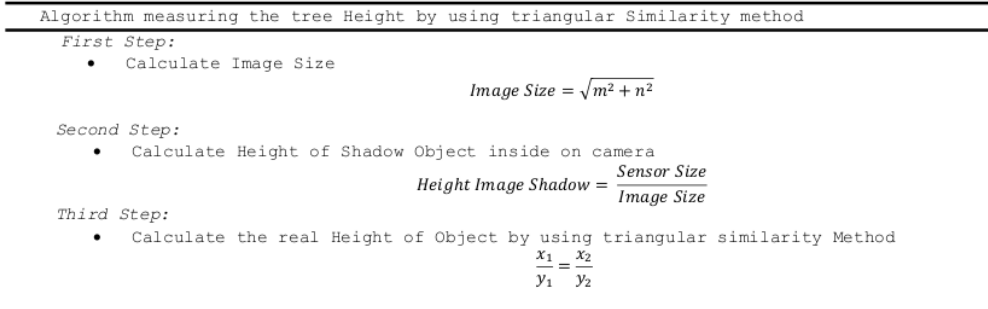 Algorithm measuring the tree Height by using triangular Similarity method
First Step:
• Calculate Image Size
Image Size = √(m² + n²)
Second Step:
• Calculate Height of Shadow Object inside on camera
Height Image Shadow = Sensor Size / Image Size
Third Step:
• Calculate the real Height of Object by using triangular similarity Method
x₁ / y₁ = x₂ / y₂